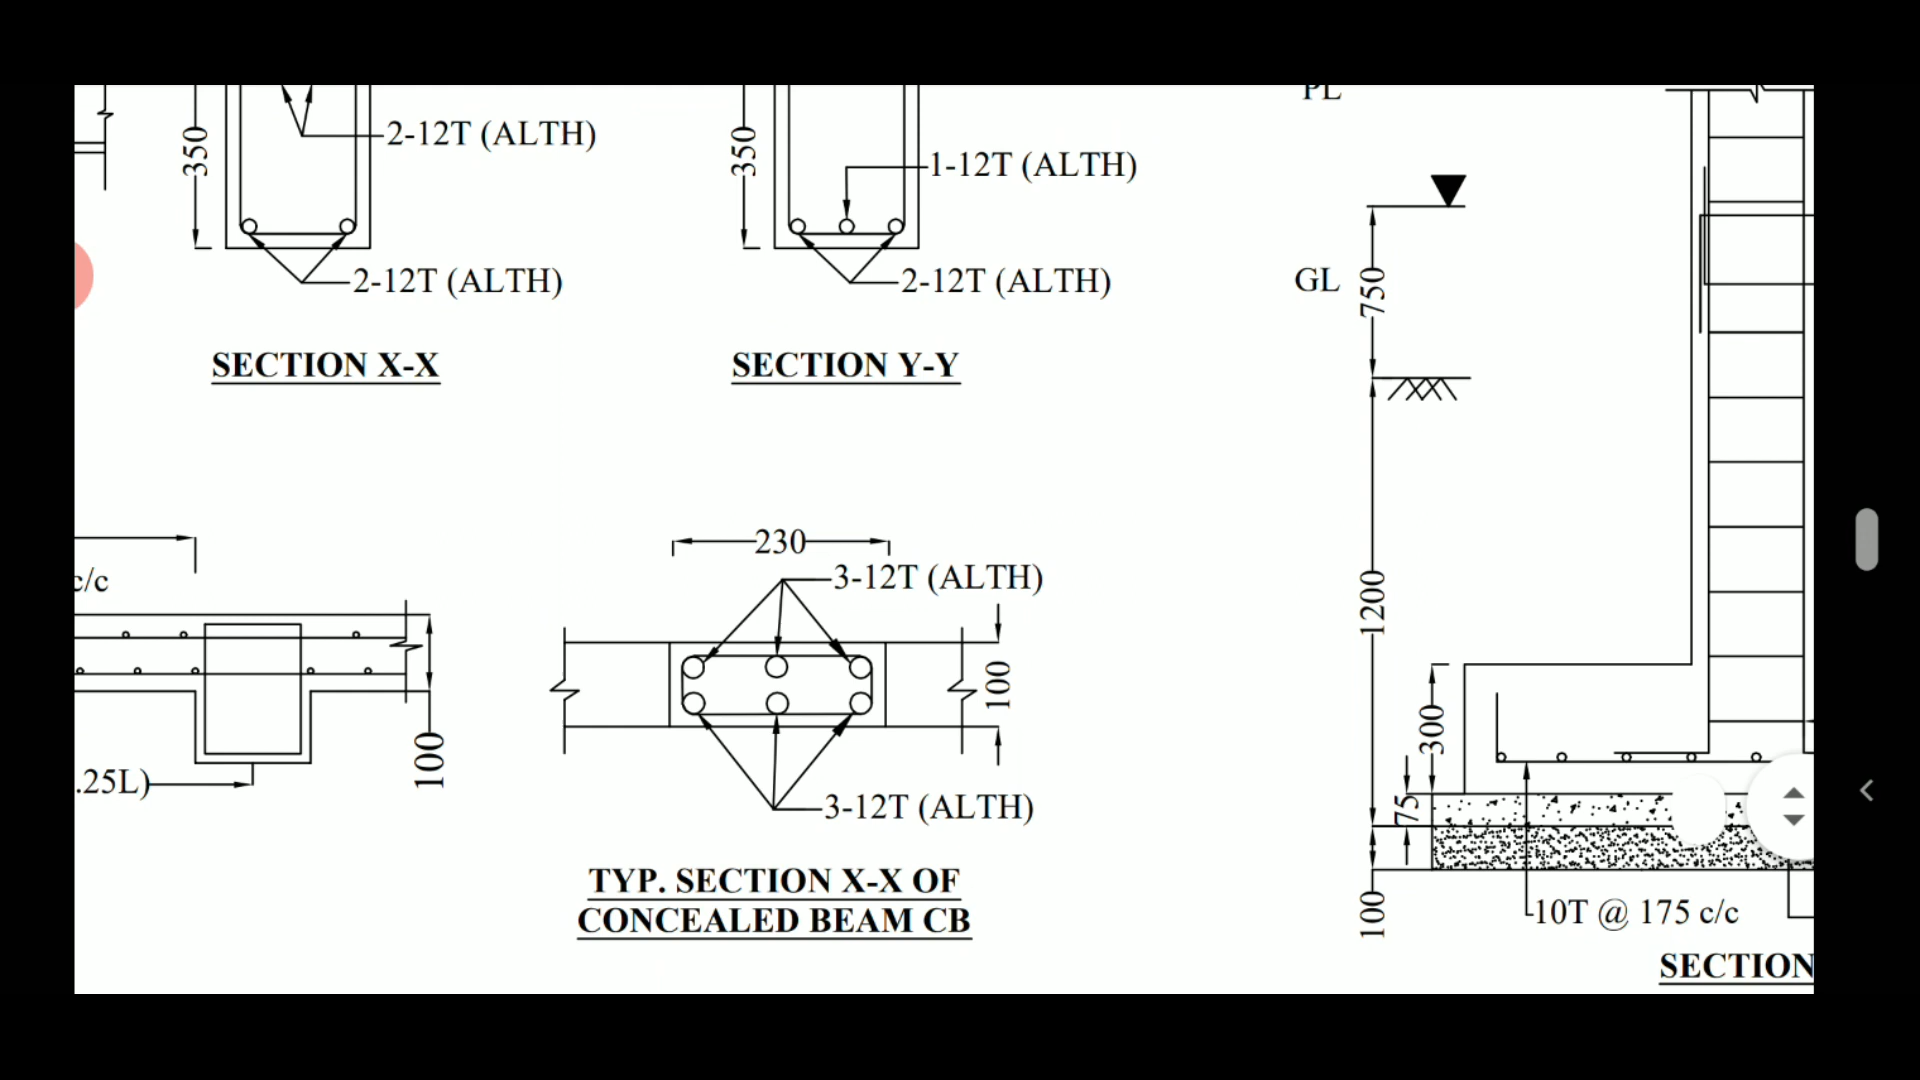 PL
2-12T (ALTH)
350
350
1-12T (ALTH)
2-12T (ALTH)
2-12T (ALTH)
GL
750
SECTION X-X
SECTION Y-Y
230
3-12T (ALTH)
c/c
1200
100
300
100
.25L)
3-12T (ALTH)
75
TYP. SECTION X-X OF
CONCEALED BEAM CB
100
10T @ 175 c/c
SECTION